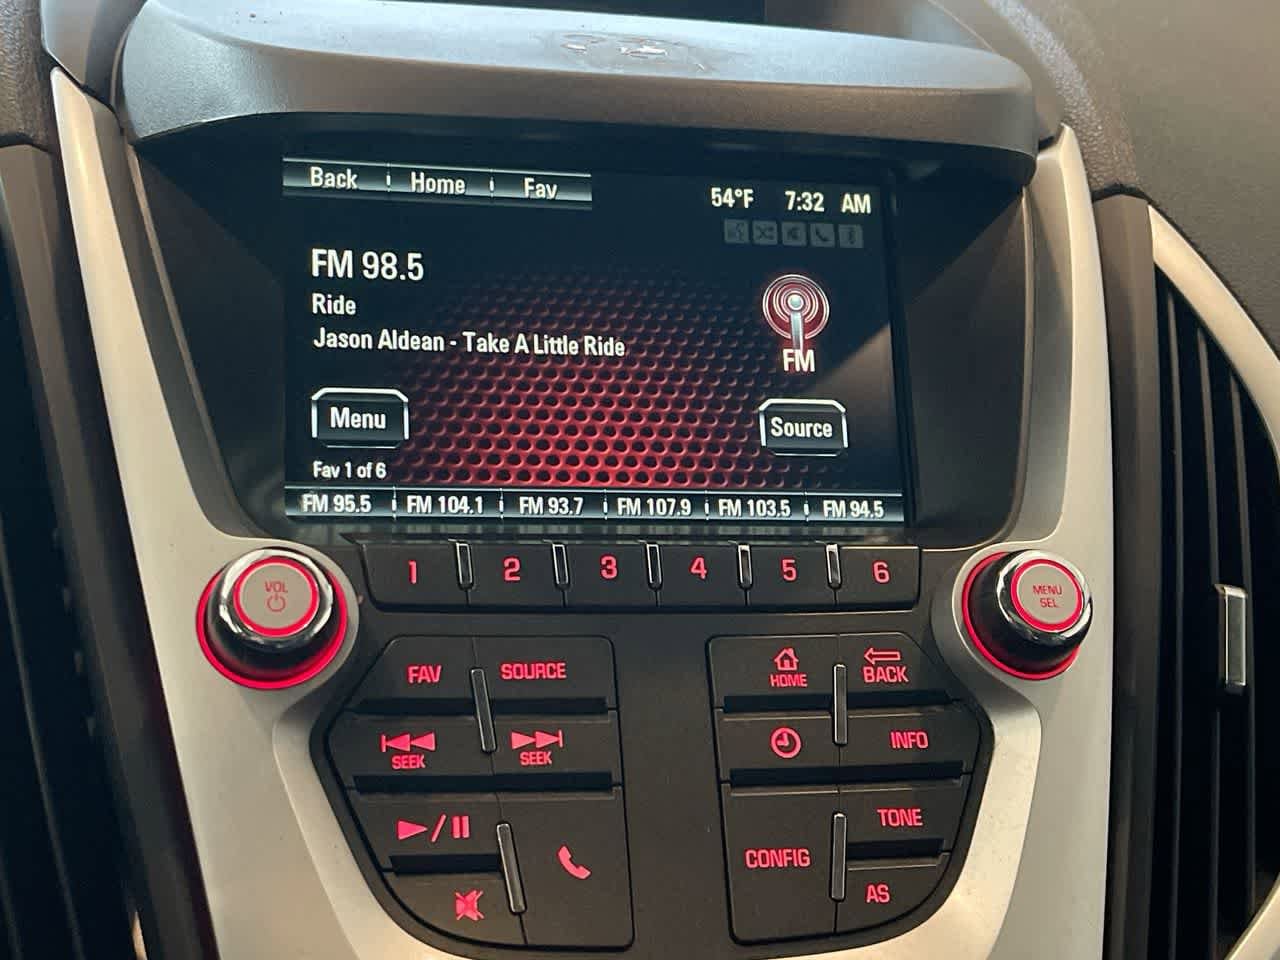 Back Home Fav
54°F 7:32 AM
FM 98.5
Ride
Jason Aldean - Take A Little Ride
FM
Menu
Source
Fav 1 of 6
FM 95.5 FM 104.1 FM 93.7 FM 107.9 FM 103.5 FM 94.5
1 2 3 4 5 6
VOL
MENU
SEL
FAV SOURCE
HOME BACK
SEEK SEEK
INFO
TONE
CONFIG
AS